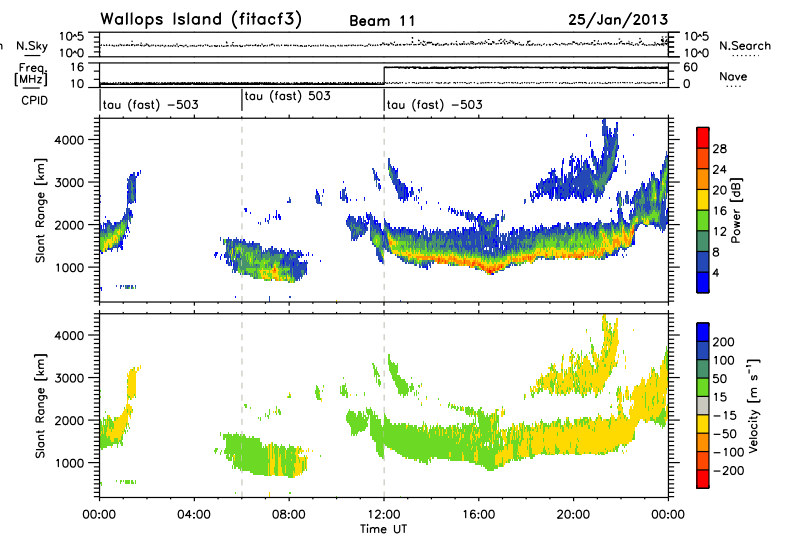 Wallops Island (fitacf3) Beam 11 25/Jan/2013
n N.Sky 10^5 10^0 10^5 10^0 N.Search
Freq. [MHz] 16 10 60 0 Nave
CPID tau (fast) -503 tau (fast) 503 tau (fast) -503
Slant Range [km]
4000
3000
2000
1000
28
24
20
16
12
8
4
Power [dB]
Slant Range [km]
4000
3000
2000
1000
200
100
50
15
-15
-50
-100
-200
Velocity [m s⁻¹]
00:00 04:00 08:00 12:00 16:00 20:00 00:00
Time UT